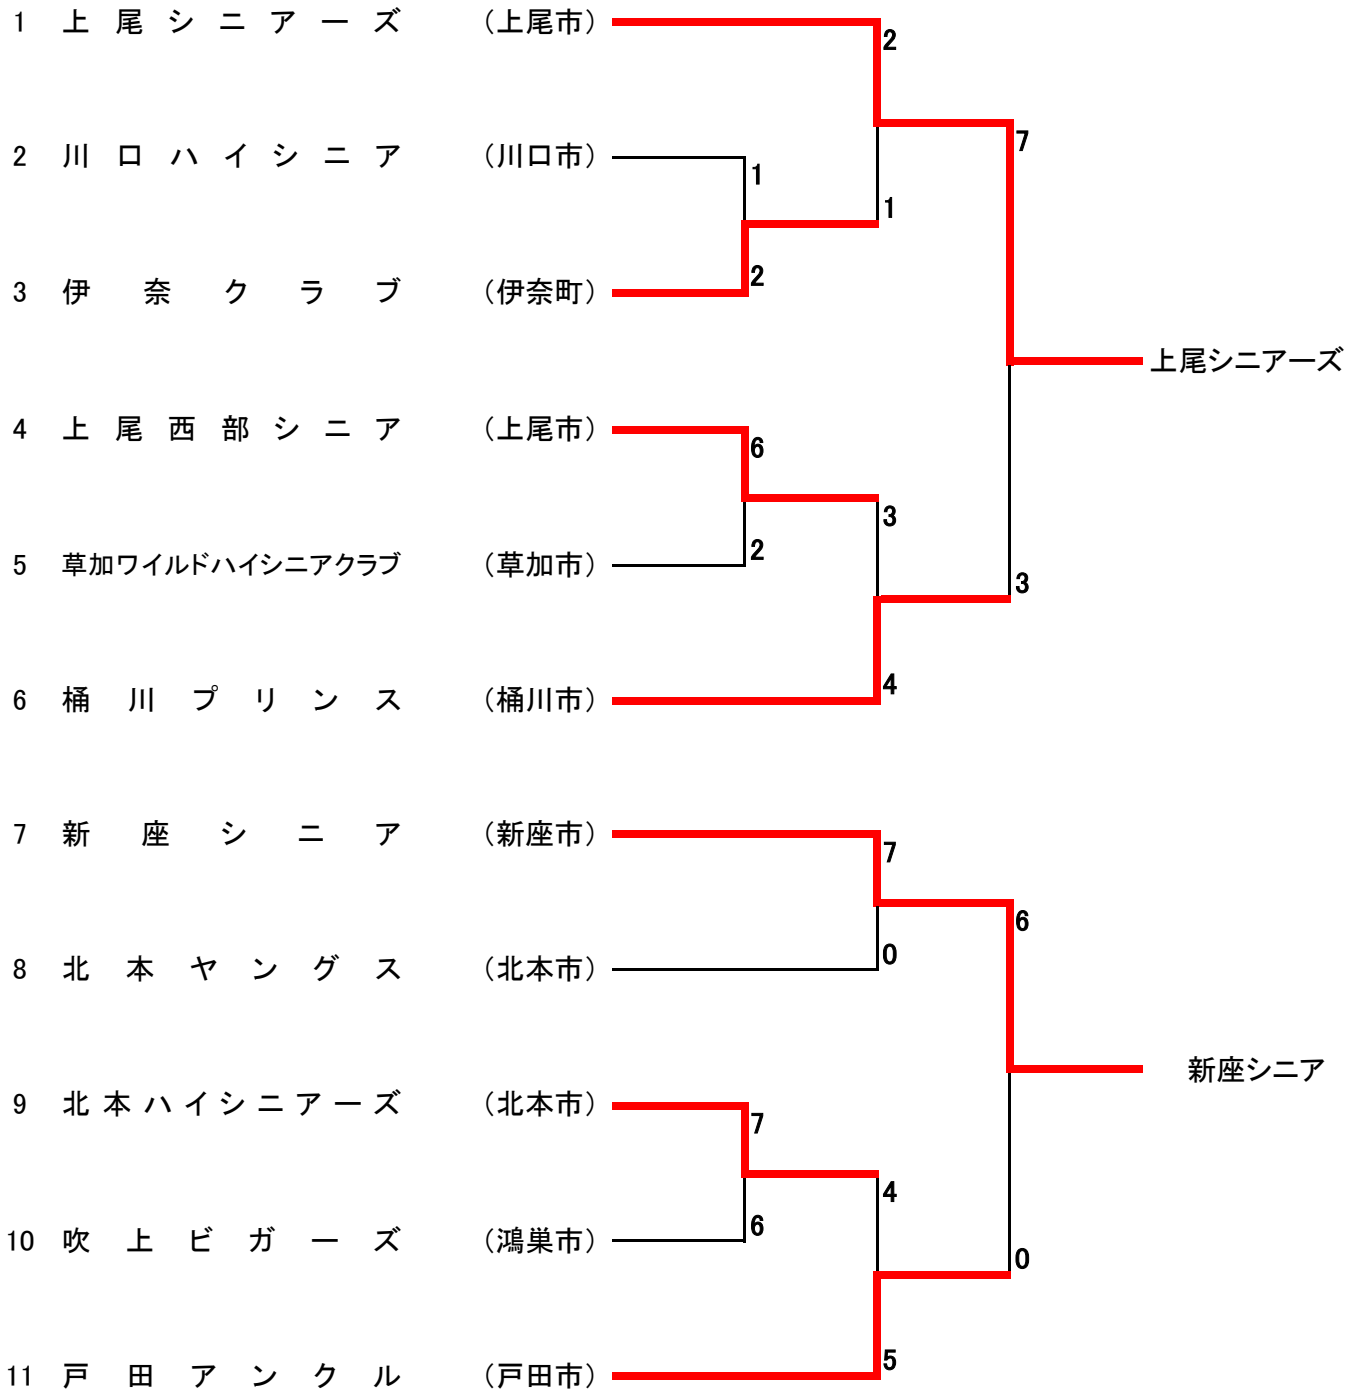 1 上尾シニアーズ (上尾市)
2
7
2 川口ハイシニア (川口市)
1
1
3 伊奈クラブ (伊奈町)
2
上尾シニアーズ
4 上尾西部シニア (上尾市)
6
3
5 草加ワイルドハイシニアクラブ (草加市)
2
3
6 桶川プリンス (桶川市)
4
7 新座シニア (新座市)
7
6
8 北本ヤングス (北本市)
0
新座シニア
9 北本ハイシニアーズ (北本市)
7
4
10 吹上ビガーズ (鴻巣市)
6
0
11 戸田アンクル (戸田市)
5